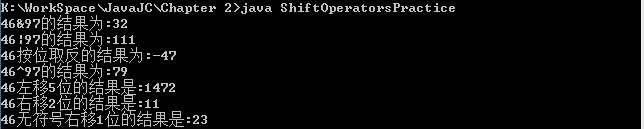 K:\WorkSpace\JavaJC\Chapter 2>java ShiftOperatorsPractice
46&97的结果为:32
46|97的结果为:111
46按位取反的结果为:-47
46^97的结果为:79
46左移5位的结果是:1472
46右移2位的结果是:11
46无符号右移1位的结果是:23